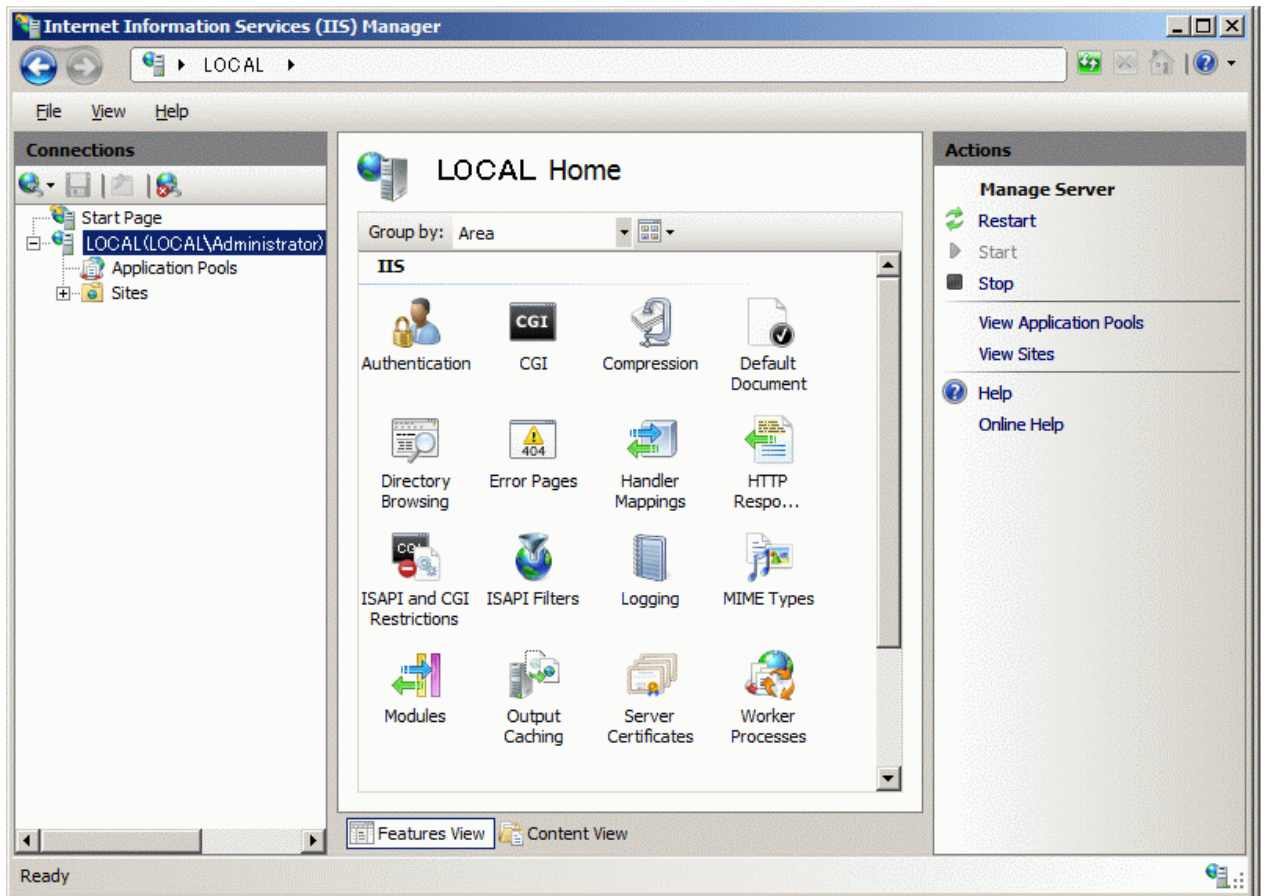 Internet Information Services (IIS) Manager
LOCAL
File View Help
Connections
Start Page
LOCAL(LOCAL\Administrator)
Application Pools
Sites
LOCAL Home
Group by: Area
IIS
CGI
Authentication CGI Compression Default Document
404
Directory Browsing Error Pages Handler Mappings HTTP Respo...
ISAPI and CGI Restrictions ISAPI Filters Logging MIME Types
Modules Output Caching Server Certificates Worker Processes
Features View Content View
Actions
Manage Server
Restart
Start
Stop
View Application Pools
View Sites
Help
Online Help
Ready